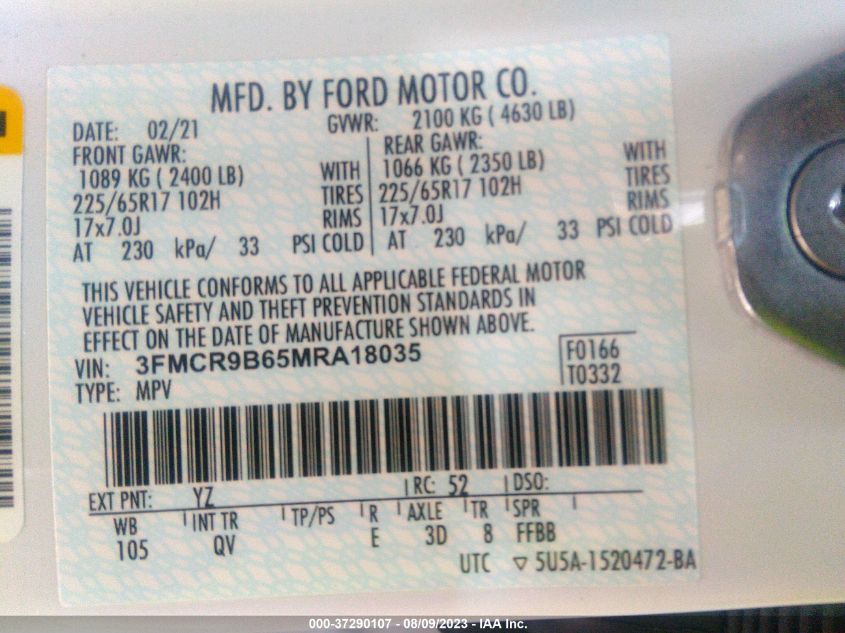 MFD. BY FORD MOTOR CO.
DATE: 02/21 GVWR: 2100 KG ( 4630 LB)
FRONT GAWR: REAR GAWR:
1089 KG ( 2400 LB) WITH 1066 KG ( 2350 LB) WITH
225/65R17 102H TIRES 225/65R17 102H TIRES
17x7.0J RIMS 17x7.0J RIMS
AT 230 kPa/ 33 PSI COLD AT 230 kPa/ 33 PSI COLD
THIS VEHICLE CONFORMS TO ALL APPLICABLE FEDERAL MOTOR
VEHICLE SAFETY AND THEFT PREVENTION STANDARDS IN
EFFECT ON THE DATE OF MANUFACTURE SHOWN ABOVE.
VIN: 3FMCR9B65MRA18035 F0166
TYPE: MPV T0332
EXT PNT: YZ RC: 52 DSO:
WB INT TR TP/PS R AXLE TR SPR
105 QV E 3D 8 FFBB
UTC ▽ 5U5A-1520472-BA
000-37290107 - 08/09/2023 - IAA Inc.